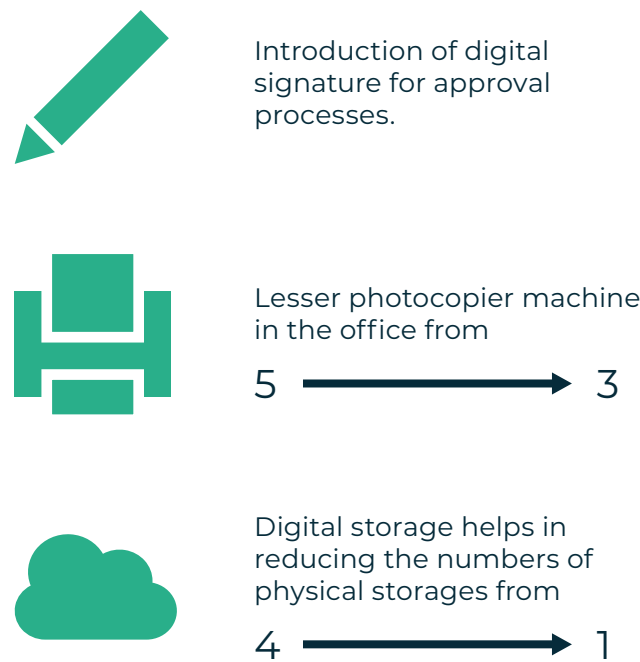 Introduction of digital
signature for approval
processes.
Lesser photocopier machine
in the office from
5 3
Digital storage helps in
reducing the numbers of
physical storages from
4 1